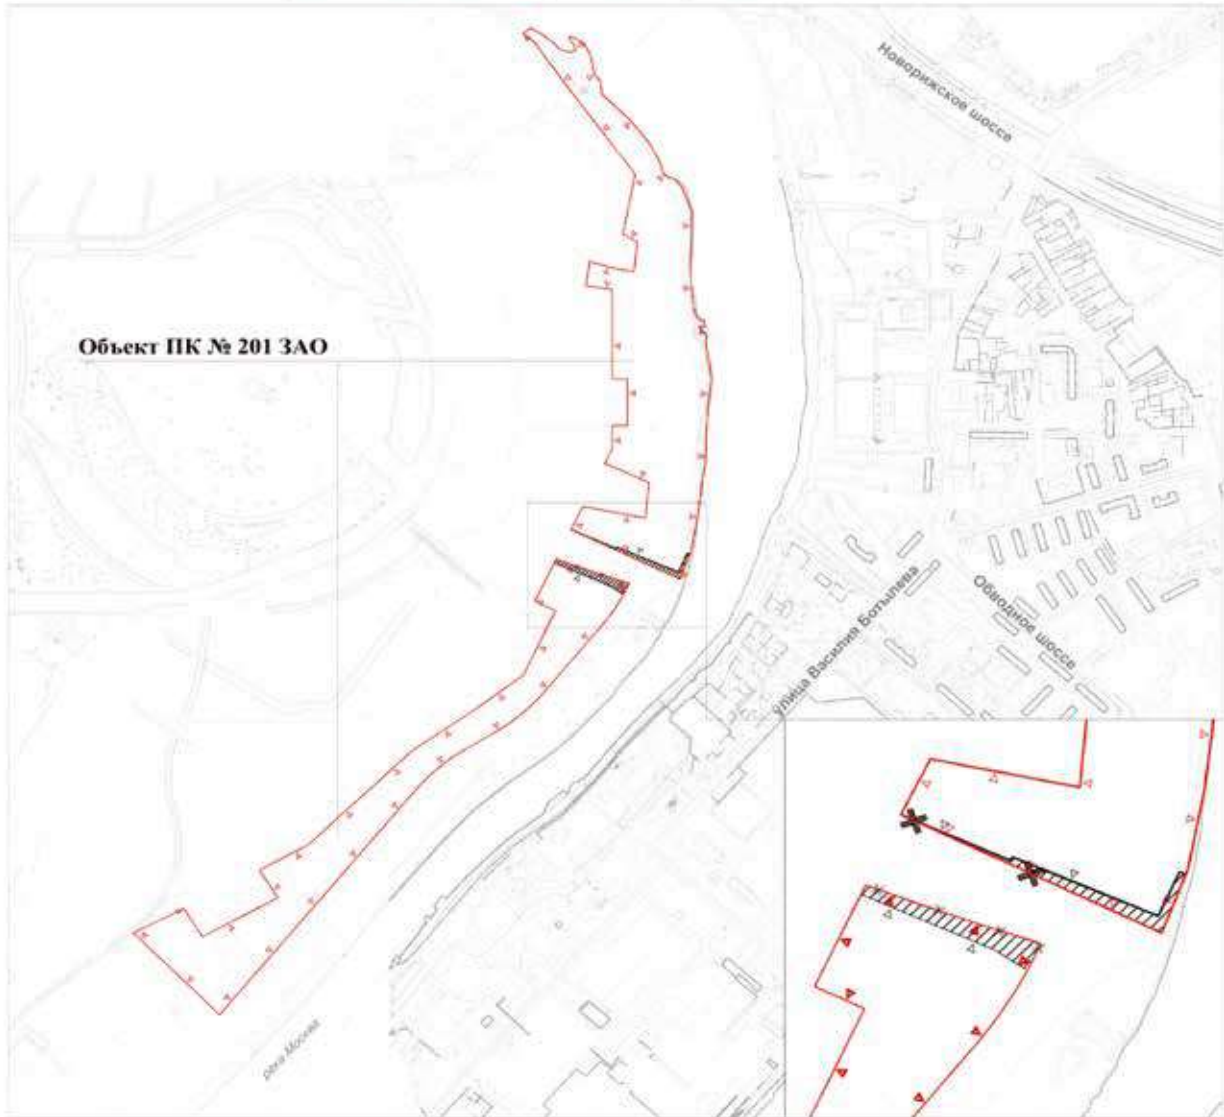 Новорижское шоссе
Объект ПК № 201 ЗАО
Обводное шоссе
улица Василия Ботылева
река Москва